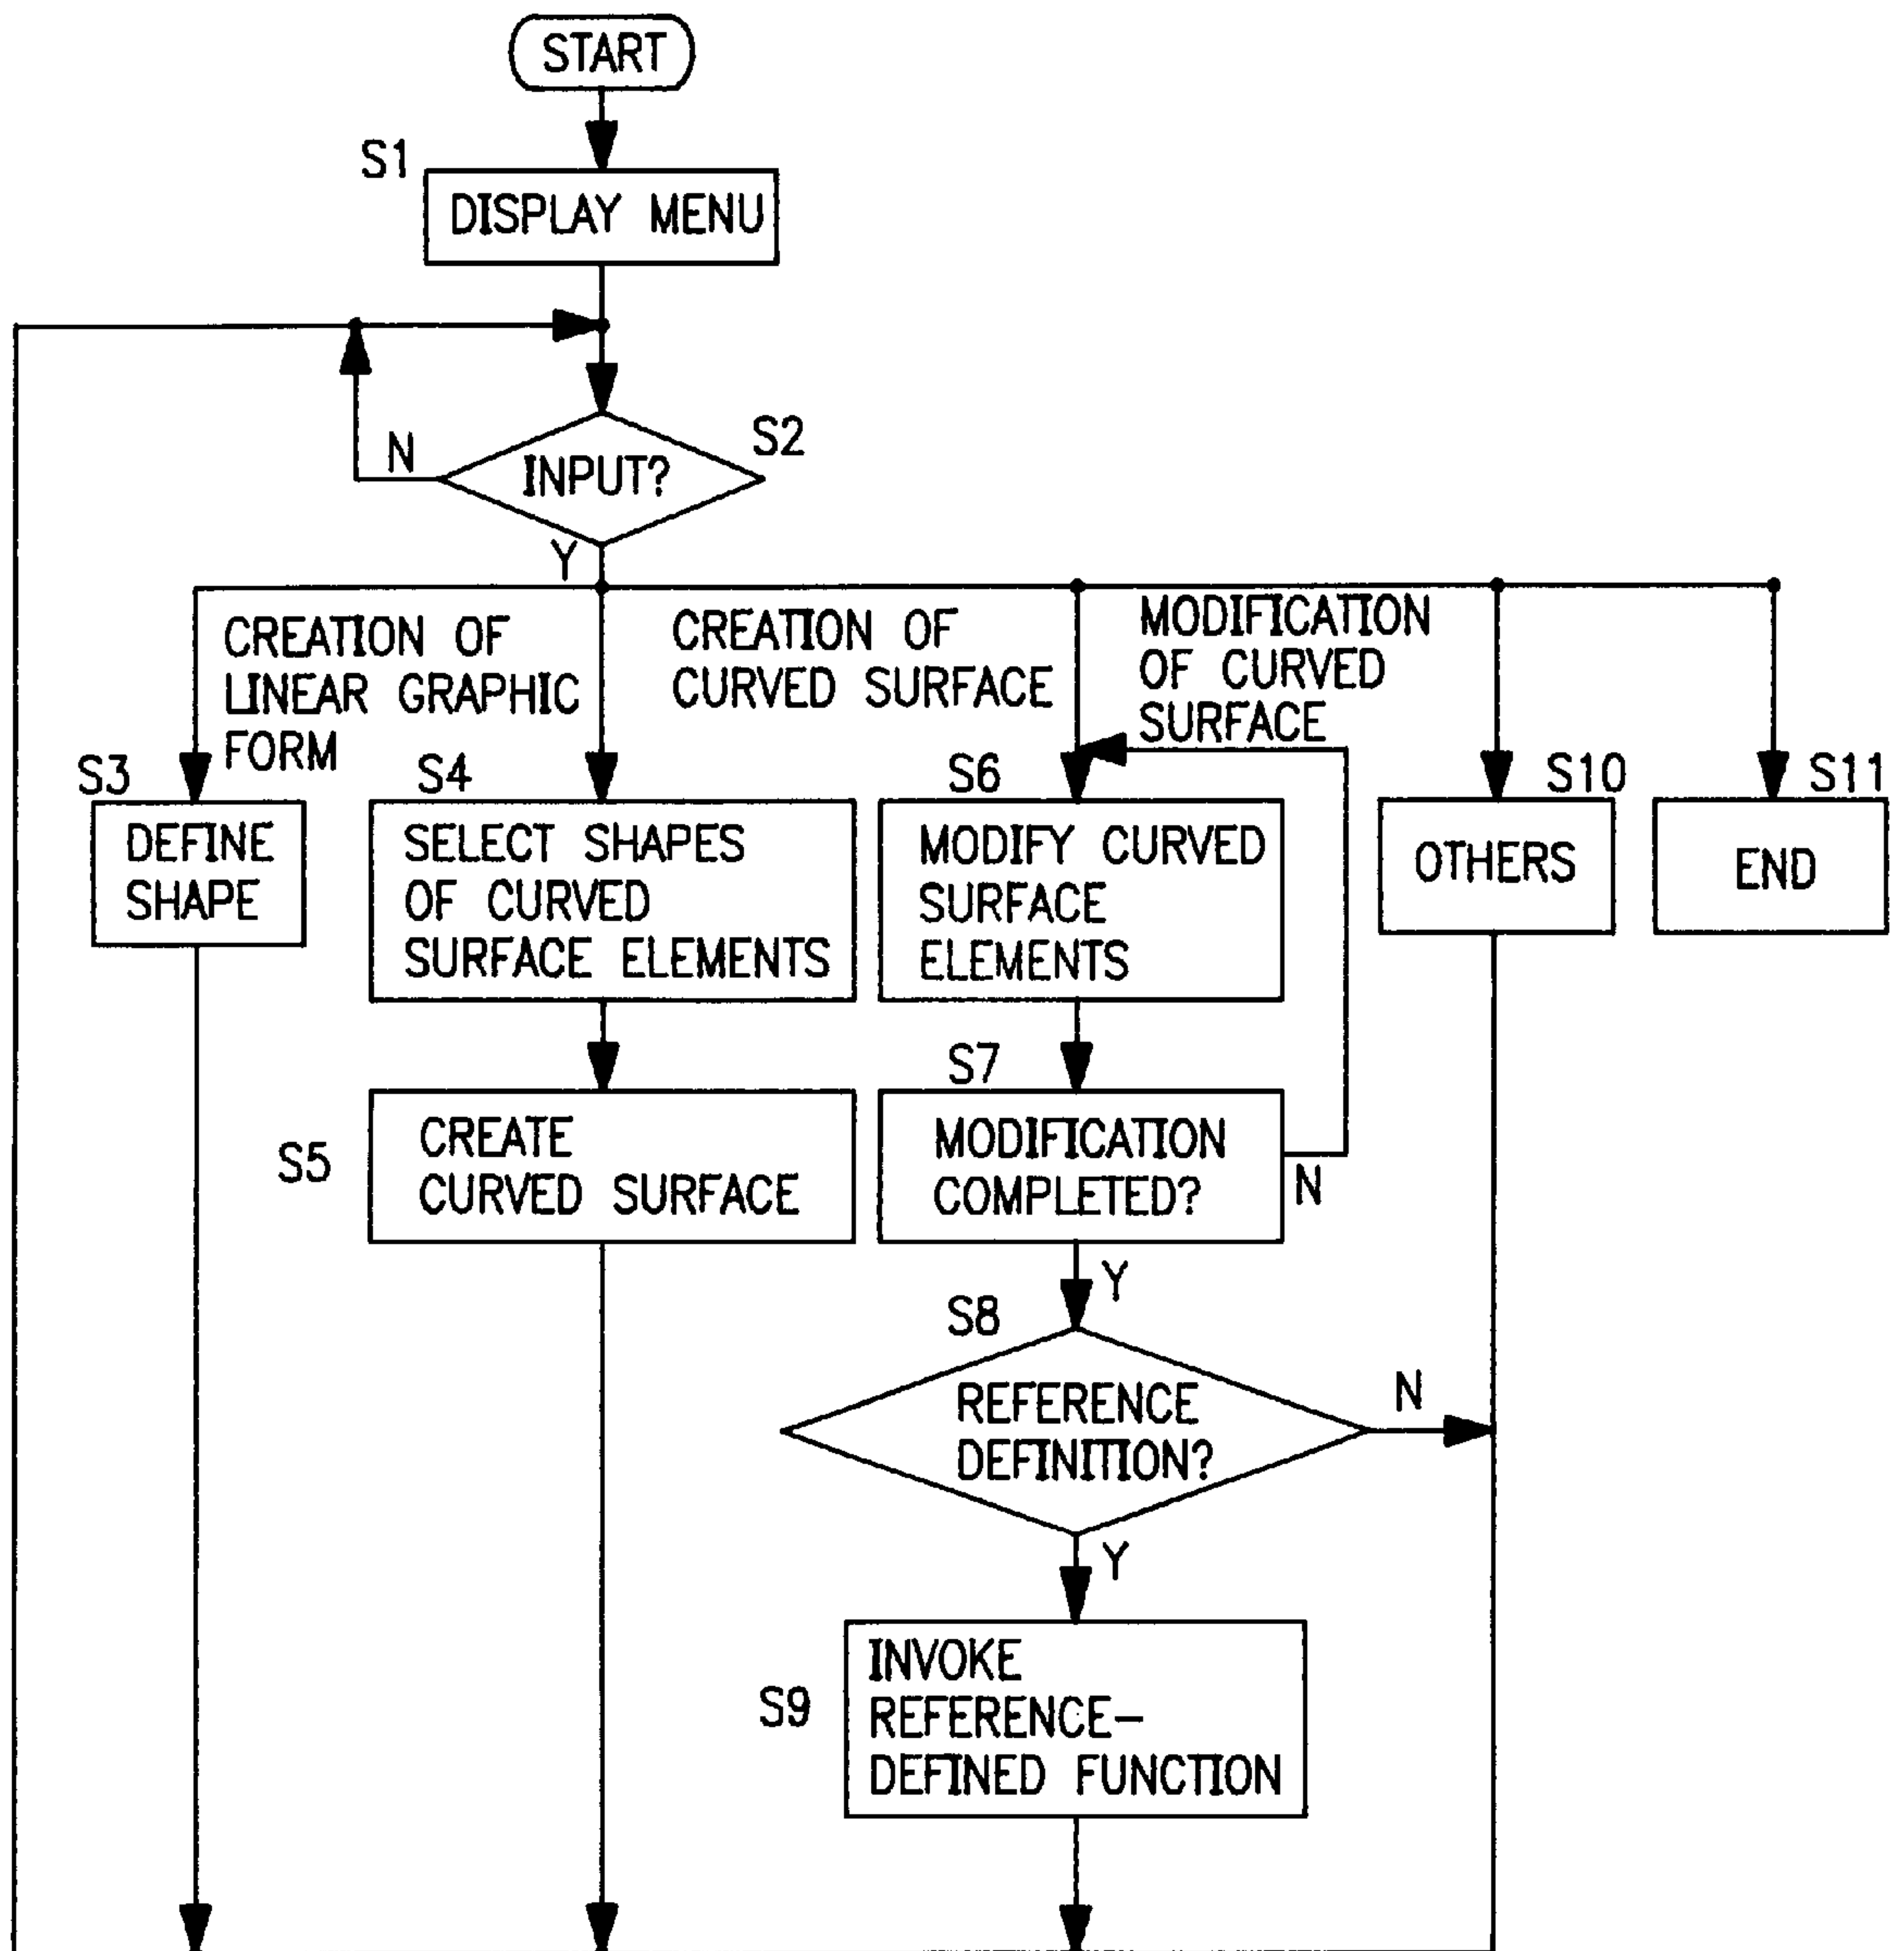 START
S1
DISPLAY MENU
S2
N
INPUT?
Y
CREATION OF
LINEAR GRAPHIC
FORM
CREATION OF
CURVED SURFACE
MODIFICATION
OF CURVED
SURFACE
S3
DEFINE
SHAPE
S4
SELECT SHAPES
OF CURVED
SURFACE ELEMENTS
S6
MODIFY CURVED
SURFACE
ELEMENTS
S10
OTHERS
S11
END
S5
CREATE
CURVED SURFACE
S7
MODIFICATION
COMPLETED?
N
Y
S8
REFERENCE
DEFINITION?
N
Y
S9
INVOKE
REFERENCE-
DEFINED FUNCTION